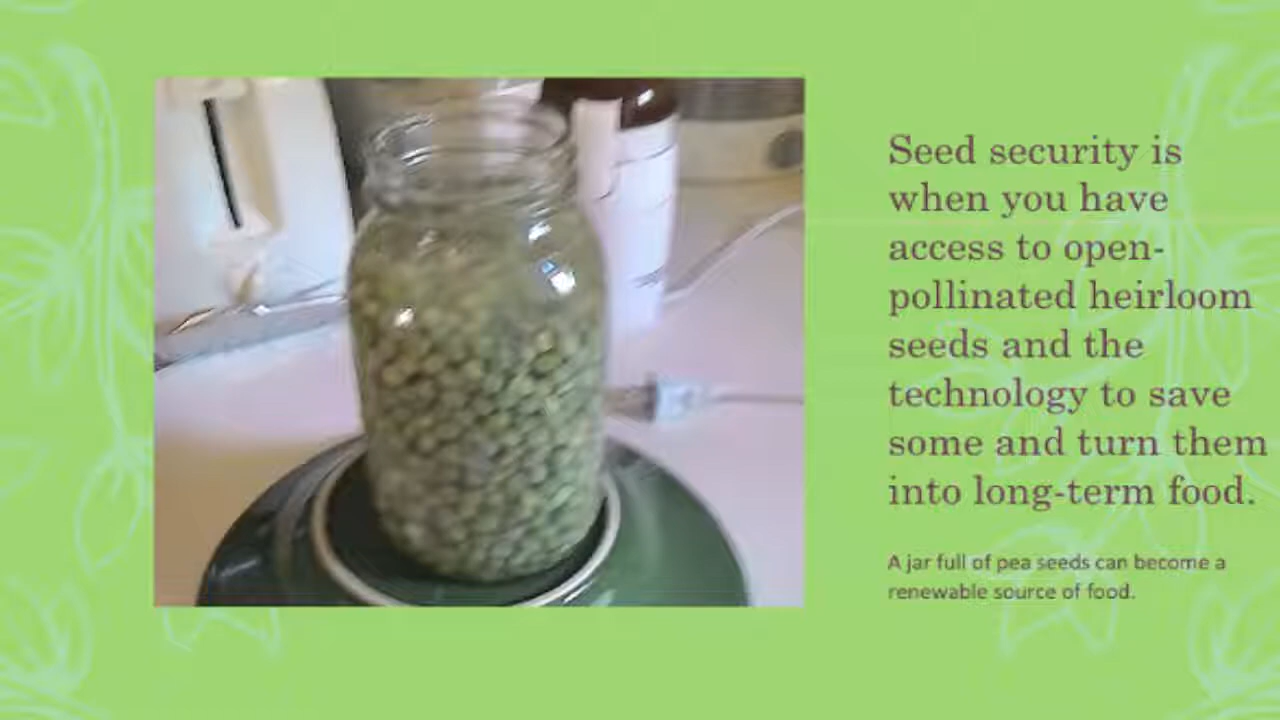 Seed security is
when you have
access to open-
pollinated heirloom
seeds and the
technology to save
some and turn them
into long-term food.
A jar full of pea seeds can become a
renewable source of food.